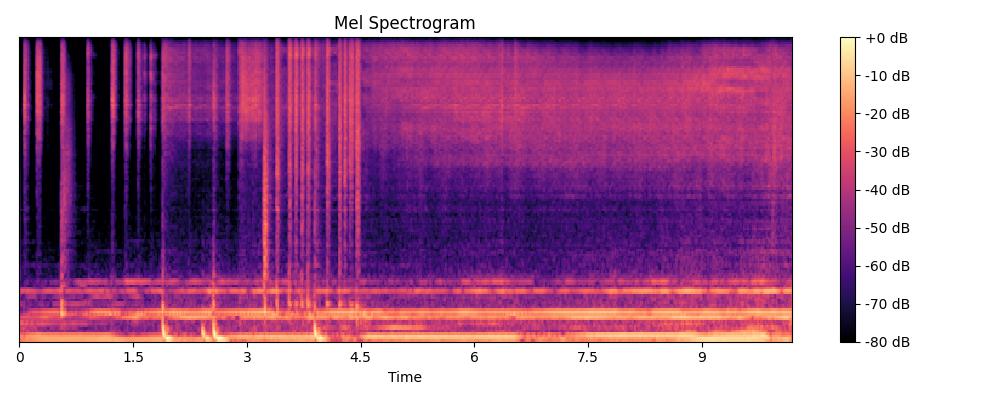 Mel Spectrogram
+0 dB
-10 dB
-20 dB
-30 dB
-40 dB
-50 dB
-60 dB
-70 dB
-80 dB
0 1.5 3 4.5 6 7.5 9
Time